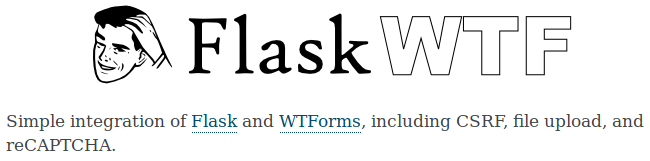 Flask WTF
Simple integration of Flask and WTForms, including CSRF, file upload, and
reCAPTCHA.